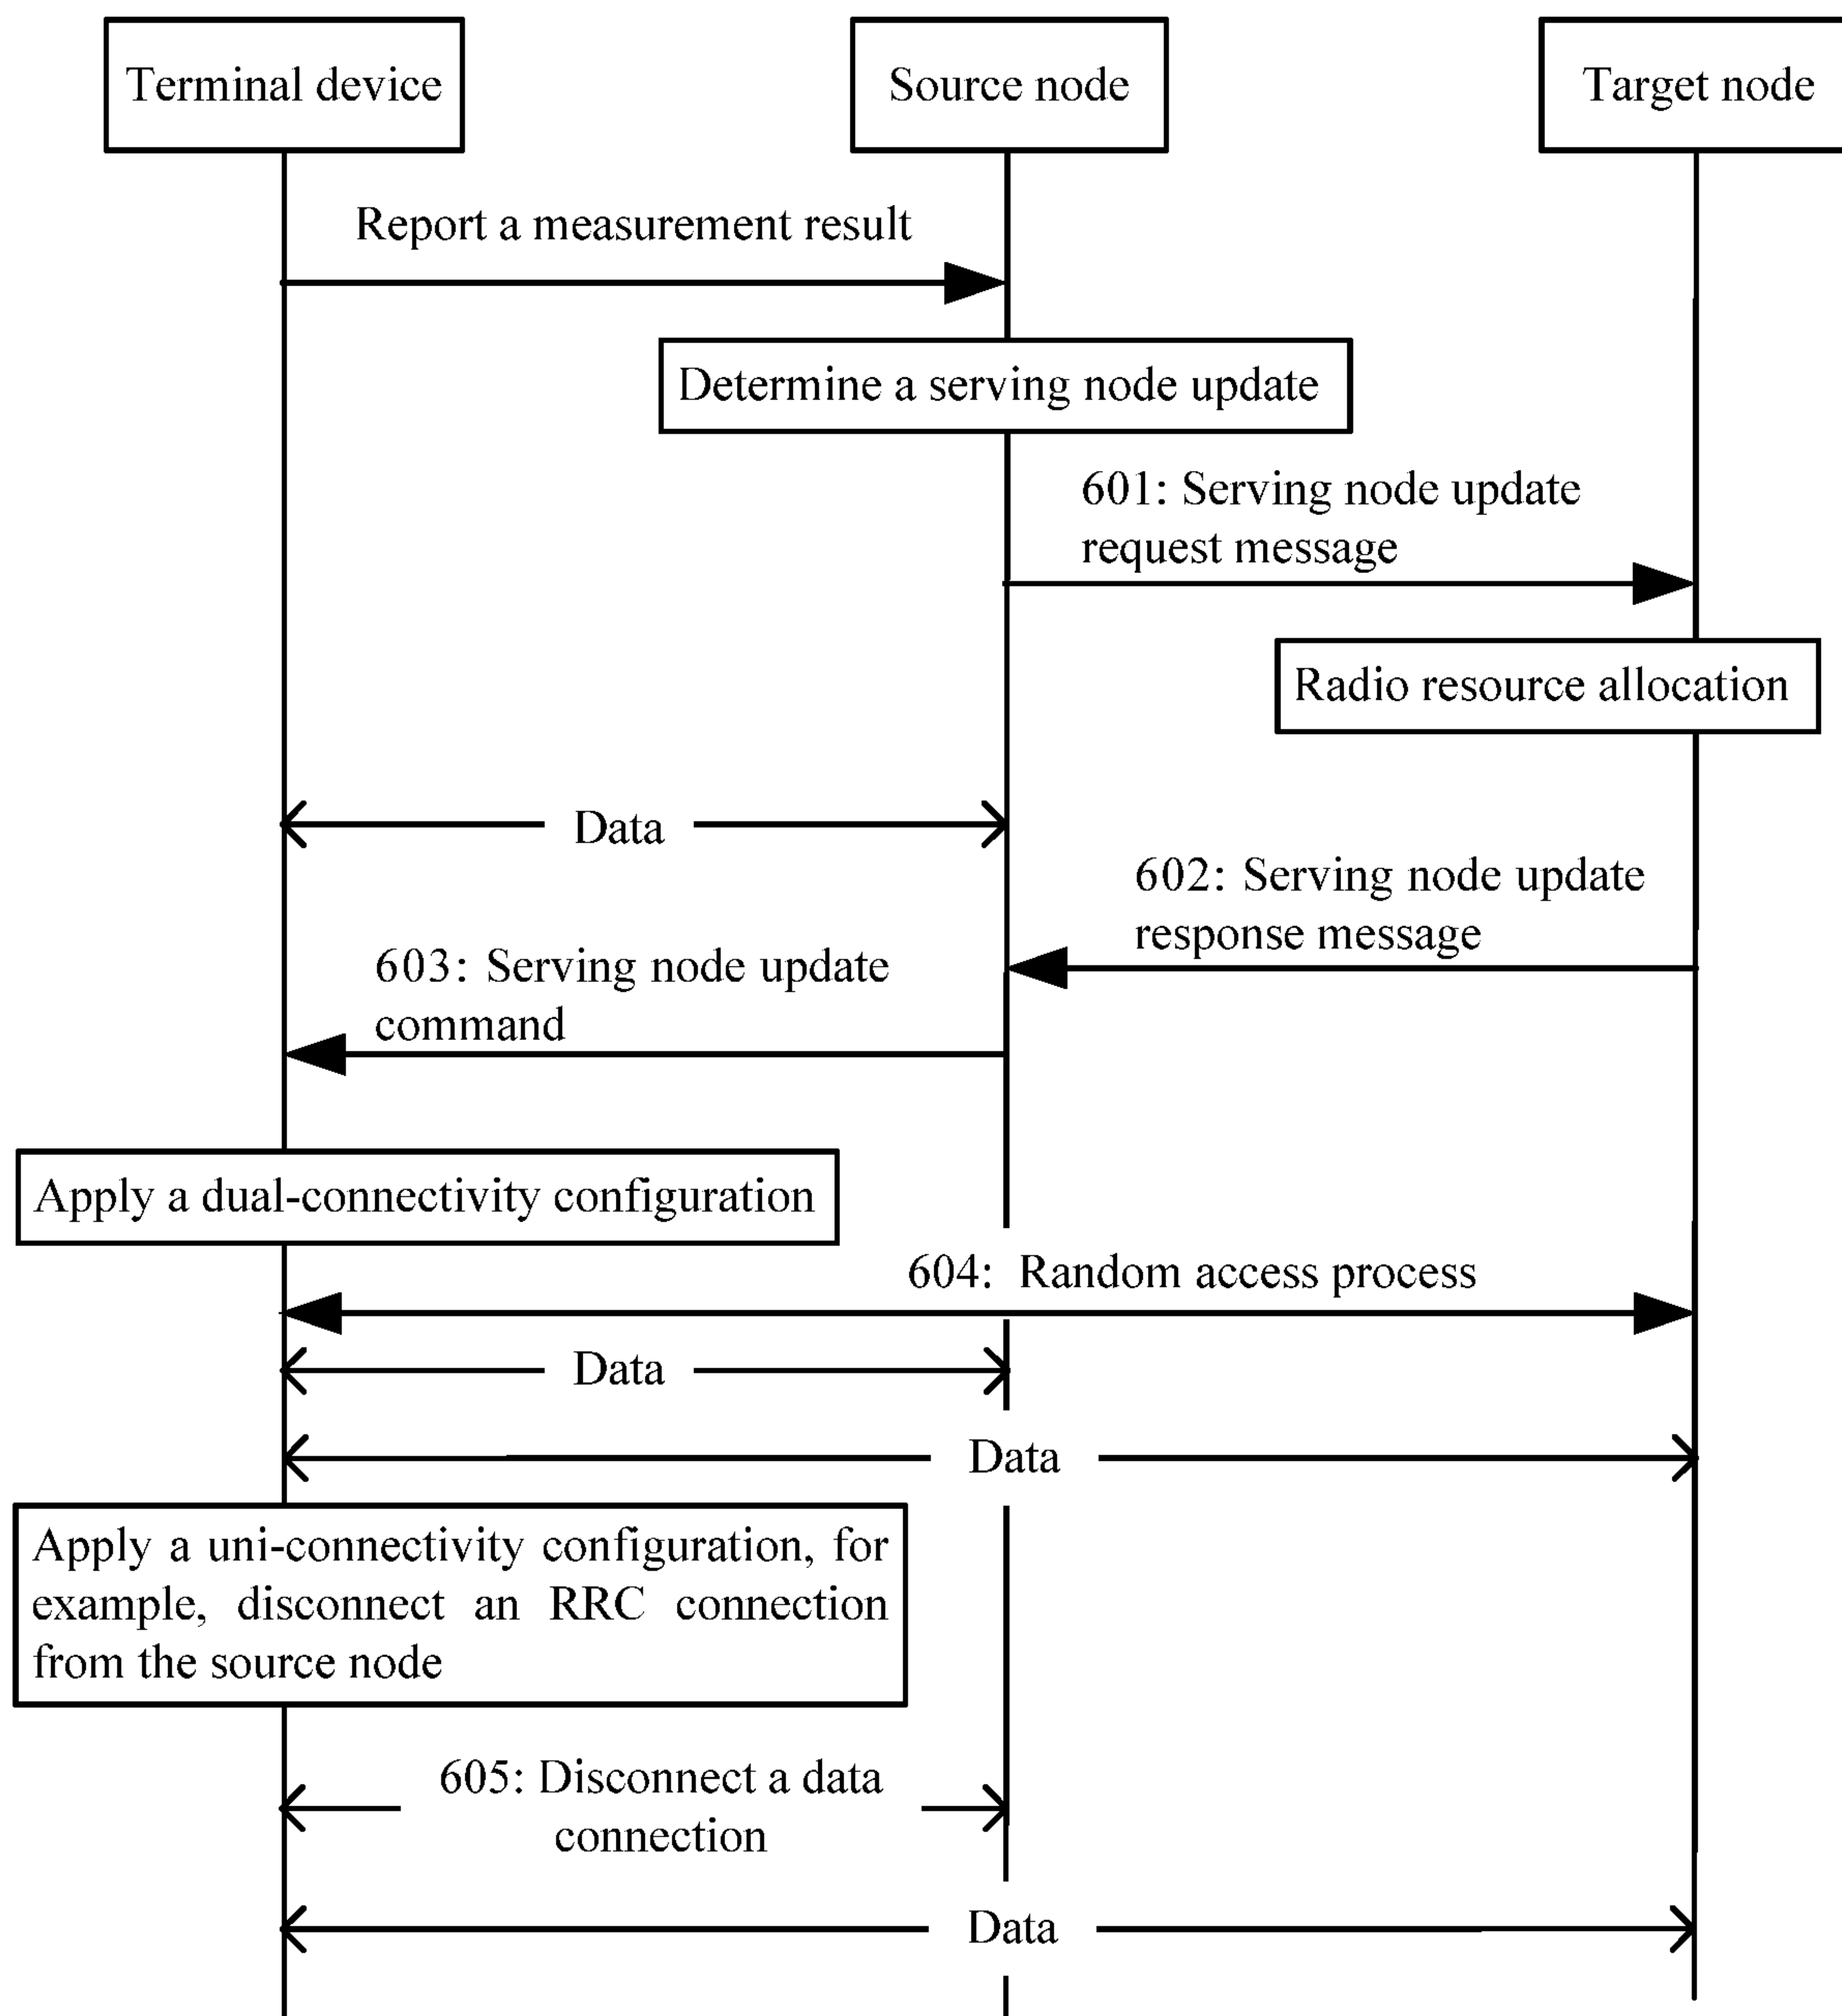 Terminal device
Source node
Target node
Report a measurement result
Determine a serving node update
601: Serving node update
request message
Radio resource allocation
Data
602: Serving node update
response message
603: Serving node update
command
Apply a dual-connectivity configuration
604: Random access process
Data
Data
Apply a uni-connectivity configuration, for
example, disconnect an RRC connection
from the source node
605: Disconnect a data
connection
Data